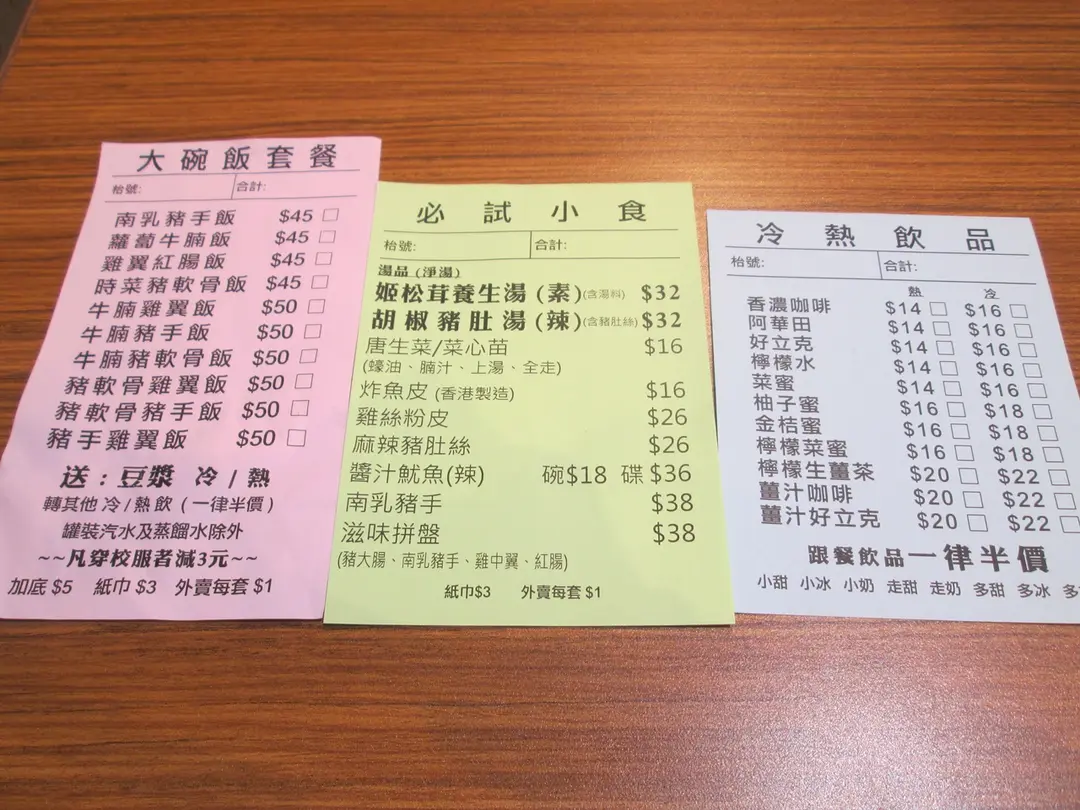 大碗飯套餐
枱號: 合計:
南乳豬手飯 $45
蘿蔔牛腩飯 $45
雞翼紅腸飯 $45
時菜豬軟骨飯 $45
牛腩雞翼飯 $50
牛腩豬手飯 $50
牛腩豬軟骨飯 $50
豬軟骨雞翼飯 $50
豬軟骨豬手飯 $50
豬手雞翼飯 $50
送:豆漿 冷/熱
轉其他冷/熱飲(一律半價)
罐裝汽水及蒸餾水除外
~~凡穿校服者減3元~~
加底$5 紙巾$3 外賣每套$1
必試小食
枱號: 合計:
湯品(淨湯)
姬松茸養生湯(素)(含湯料) $32
胡椒豬肚湯(辣)(含豬肚絲) $32
唐生菜/菜心苗 $16
(蠔油、腩汁、上湯、全走)
炸魚皮(香港製造) $16
雞絲粉皮 $26
麻辣豬肚絲 $26
醬汁魷魚(辣) 碗$18 碟$36
南乳豬手 $38
滋味拼盤 $38
(豬大腸、南乳豬手、雞中翼、紅腸)
紙巾$3 外賣每套$1
冷熱飲品
枱號: 合計:
熱 冷
香濃咖啡 $14 $16
阿華田 $14 $16
好立克 $14 $16
檸檬水 $14 $16
菜蜜 $14 $16
柚子蜜 $16 $18
金桔蜜 $16 $18
檸檬菜蜜 $16 $18
檸檬生薑茶 $20 $22
薑汁咖啡 $20 $22
薑汁好立克 $20 $22
跟餐飲品一律半價
小甜 小冰 小奶 走甜 走奶 多甜 多冰 多